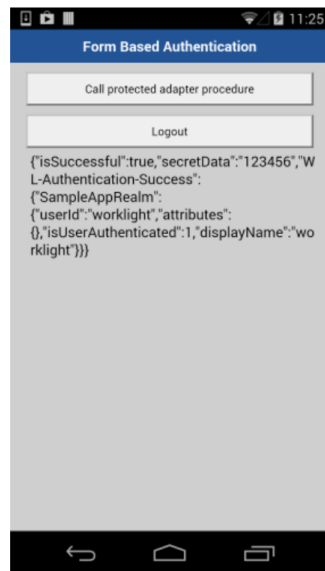 11:25
Form Based Authentication
Call protected adapter procedure
Logout
{"isSuccessful":true,"secretData":"123456","W
L-Authentication-Success":
{"SampleAppRealm":
{"userId":"worklight","attributes":
{},"isUserAuthenticated":1,"displayName":"wo
rklight"}}}